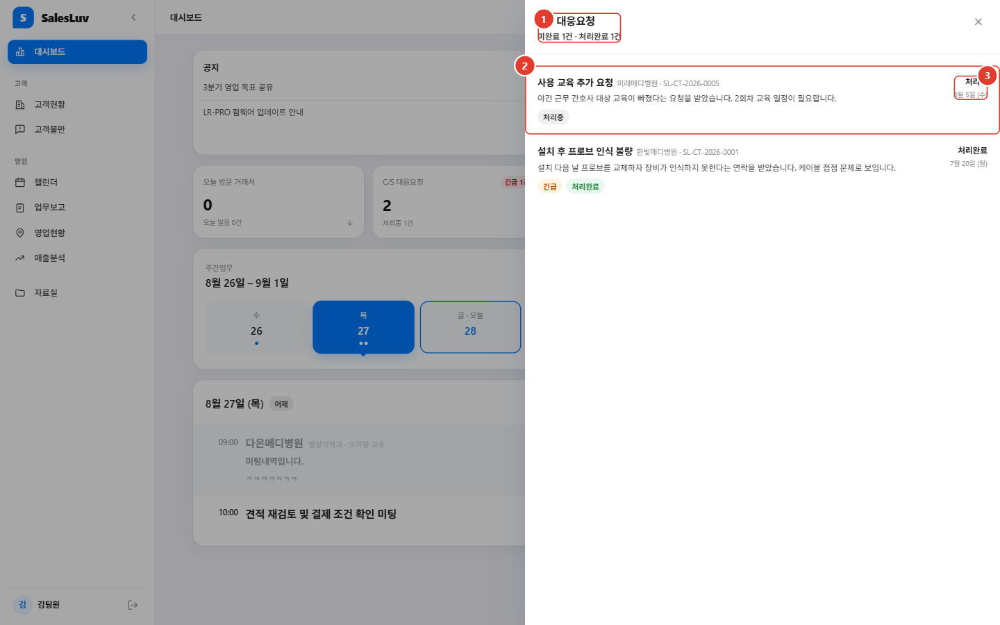 S SalesLuv
대시보드
고객
고객현황
고객불만
영업
캘린더
업무보고
영업현황
매출분석
자료실
김 김팀원
대시보드
공지
3분기 영업 목표 공유
LR-PRO 펌웨어 업데이트 안내
오늘 방문 거래처
0
오늘 일정 0건
C/S 대응요청
긴급
2
처리중 1건
주간업무
8월 26일 – 9월 1일
수
26
목
27
금 · 오늘
28
8월 27일 (목) 어제
09:00 다온메디병원 영상의학과 · 오가영 교수
미팅내역입니다.
ㅋㅋㅋㅋㅋㅋㅋ
10:00 견적 재검토 및 결제 조건 확인 미팅
1 대응요청
미완료 1건 · 처리완료 1건
2
사용 교육 추가 요청 미래메디병원 · SL-CT-2026-0005
야간 근무 간호사 대상 교육이 빠졌다는 요청을 받았습니다. 2회차 교육 일정이 필요합니다.
처리중
3
처리
8월 5일 (수)
설치 후 프로브 인식 불량 한빛메디병원 · SL-CT-2026-0001
설치 다음 날 프로브를 교체하자 장비가 인식하지 못한다는 연락을 받았습니다. 케이블 접점 문제로 보입니다.
긴급 처리완료
처리완료
7월 20일 (월)